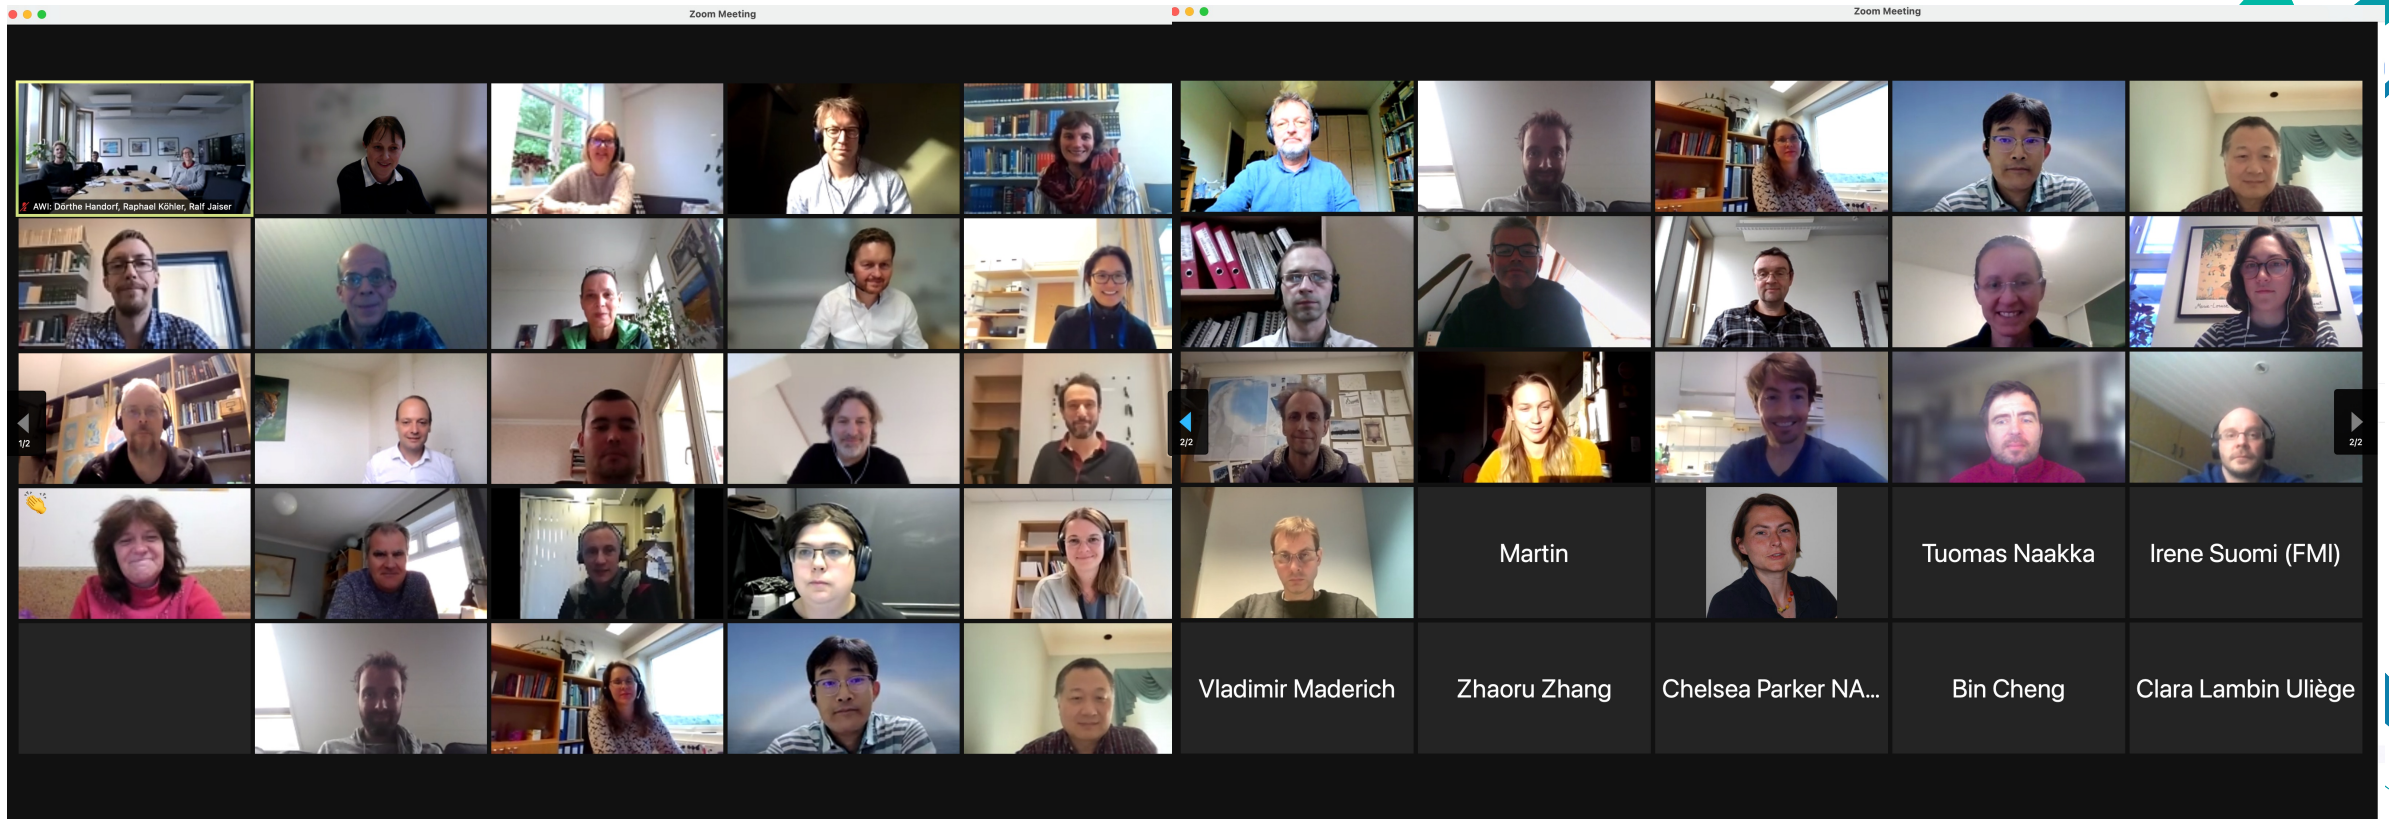 Zoom Meeting
Zoom Meeting
AWI: Dörthe Handorf, Raphael Köhler, Ralf Jaiser
1/2
2/2
2/2
Martin
Tuomas Naakka
Irene Suomi (FMI)
Vladimir Maderich
Zhaoru Zhang
Chelsea Parker NA...
Bin Cheng
Clara Lambin Uliège